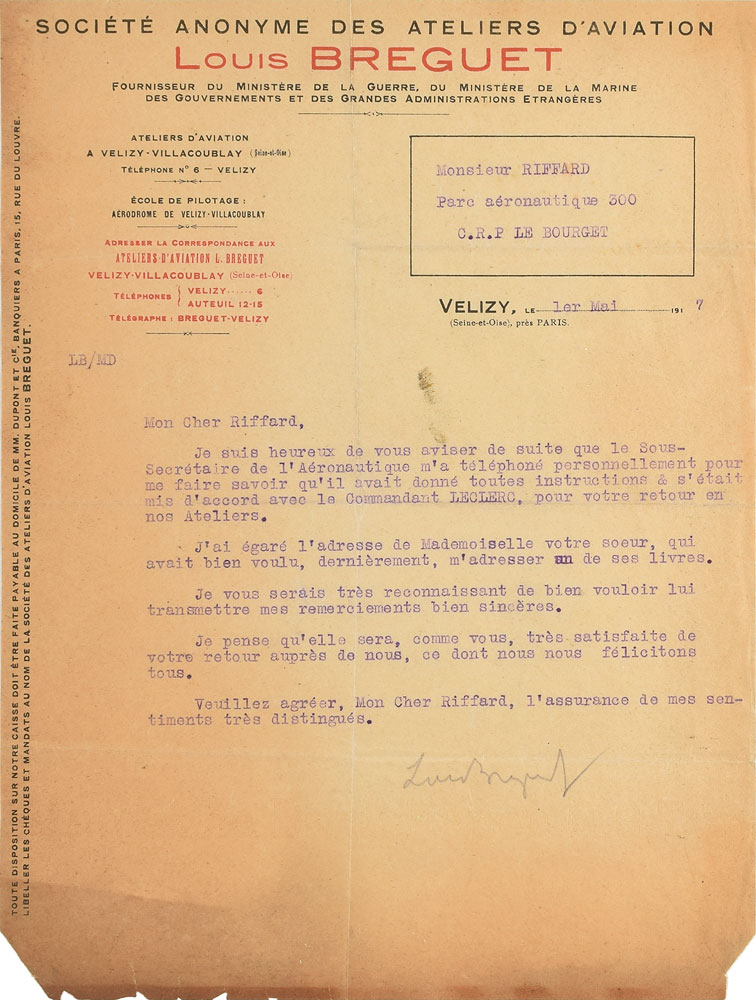 SOCIÉTÉ ANONYME DES ATELIERS D'AVIATION
LOUIS BREGUET
FOURNISSEUR DU MINISTÈRE DE LA GUERRE, DU MINISTÈRE DE LA MARINE
DES GOUVERNEMENTS ET DES GRANDES ADMINISTRATIONS ETRANGÈRES
ATELIERS D'AVIATION
A VELIZY-VILLACOUBLAY (Seine-et-Oise)
TÉLÉPHONE N° 6 — VELIZY
ÉCOLE DE PILOTAGE :
AÉRODROME DE VELIZY-VILLACOUBLAY
ADRESSER LA CORRESPONDANCE AUX
ATELIERS D'AVIATION L. BREGUET
VELIZY-VILLACOUBLAY (Seine-et-Oise)
TÉLÉPHONES { VELIZY...... 6
AUTEUIL 12-15
TÉLÉGRAPHE : BREGUET-VELIZY
Monsieur RIFFARD
Parc aéronautique 300
C.R.P LE BOURGET
VELIZY, LE 1er Mai 1917
(Seine-et-Oise), près PARIS.
LB/MD
Mon Cher Riffard,
Je suis heureux de vous aviser de suite que le Sous-
Secrétaire de l'Aéronautique m'a téléphoné personnellement pour
me faire savoir qu'il avait donné toutes instructions & s'était
mis d'accord avec le Commandant LECLERC, pour votre retour en
nos Ateliers.
J'ai égaré l'adresse de Mademoiselle votre soeur, qui
avait bien voulu, dernièrement, m'adresser un de ses livres.
Je vous serais très reconnaissant de bien vouloir lui
transmettre mes remerciements bien sincères.
Je pense qu'elle sera, comme vous, très satisfaite de
votre retour auprès de nous, ce dont nous nous félicitons
tous.
Veuillez agréer, Mon Cher Riffard, l'assurance de mes sen-
timents très distingués.
Louis Breguet
TOUTE DISPOSITION SUR NOTRE CAISSE DOIT ÊTRE FAITE PAYABLE AU DOMICILE DE MM. DUPONT ET CIE, BANQUIERS A PARIS, 15, RUE DU LOUVRE.
LIBELLER LES CHÈQUES ET MANDATS AU NOM DE LA SOCIÉTÉ DES ATELIERS D'AVIATION LOUIS BREGUET.